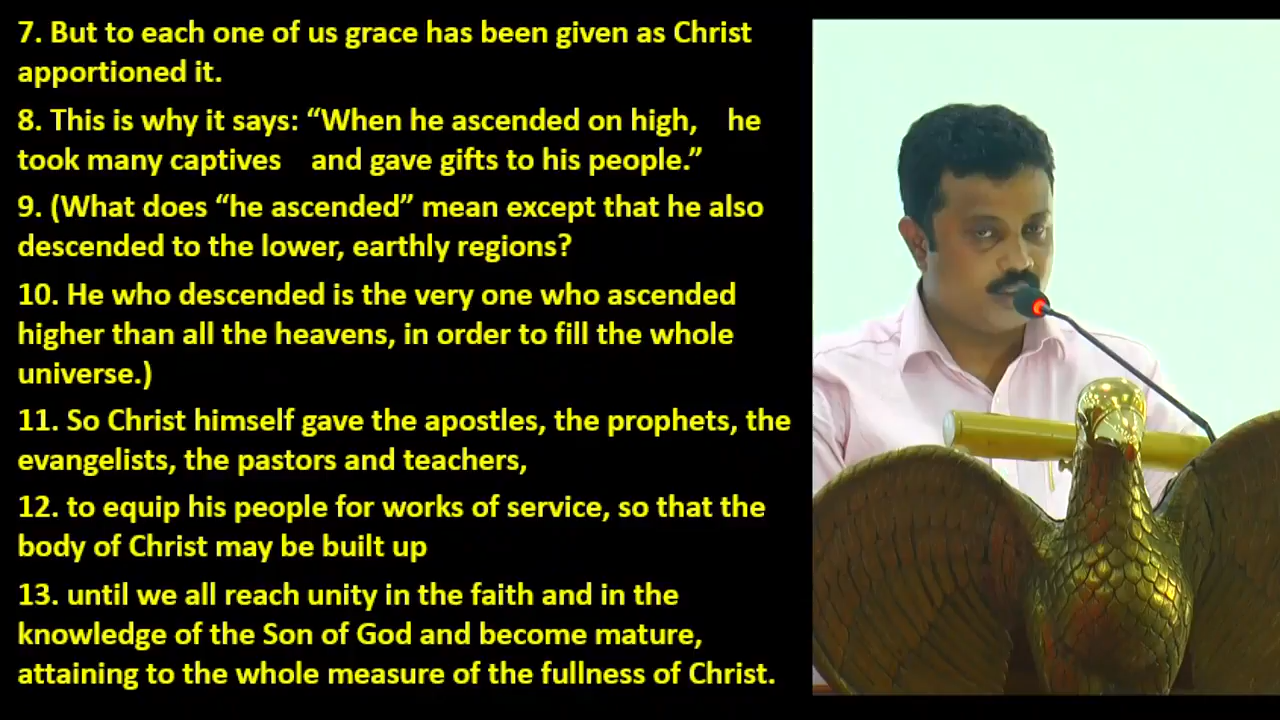 7. But to each one of us grace has been given as Christ
apportioned it.
8. This is why it says: “When he ascended on high,    he
took many captives    and gave gifts to his people.”
9. (What does “he ascended” mean except that he also
descended to the lower, earthly regions?
10. He who descended is the very one who ascended
higher than all the heavens, in order to fill the whole
universe.)
11. So Christ himself gave the apostles, the prophets, the
evangelists, the pastors and teachers,
12. to equip his people for works of service, so that the
body of Christ may be built up
13. until we all reach unity in the faith and in the
knowledge of the Son of God and become mature,
attaining to the whole measure of the fullness of Christ.